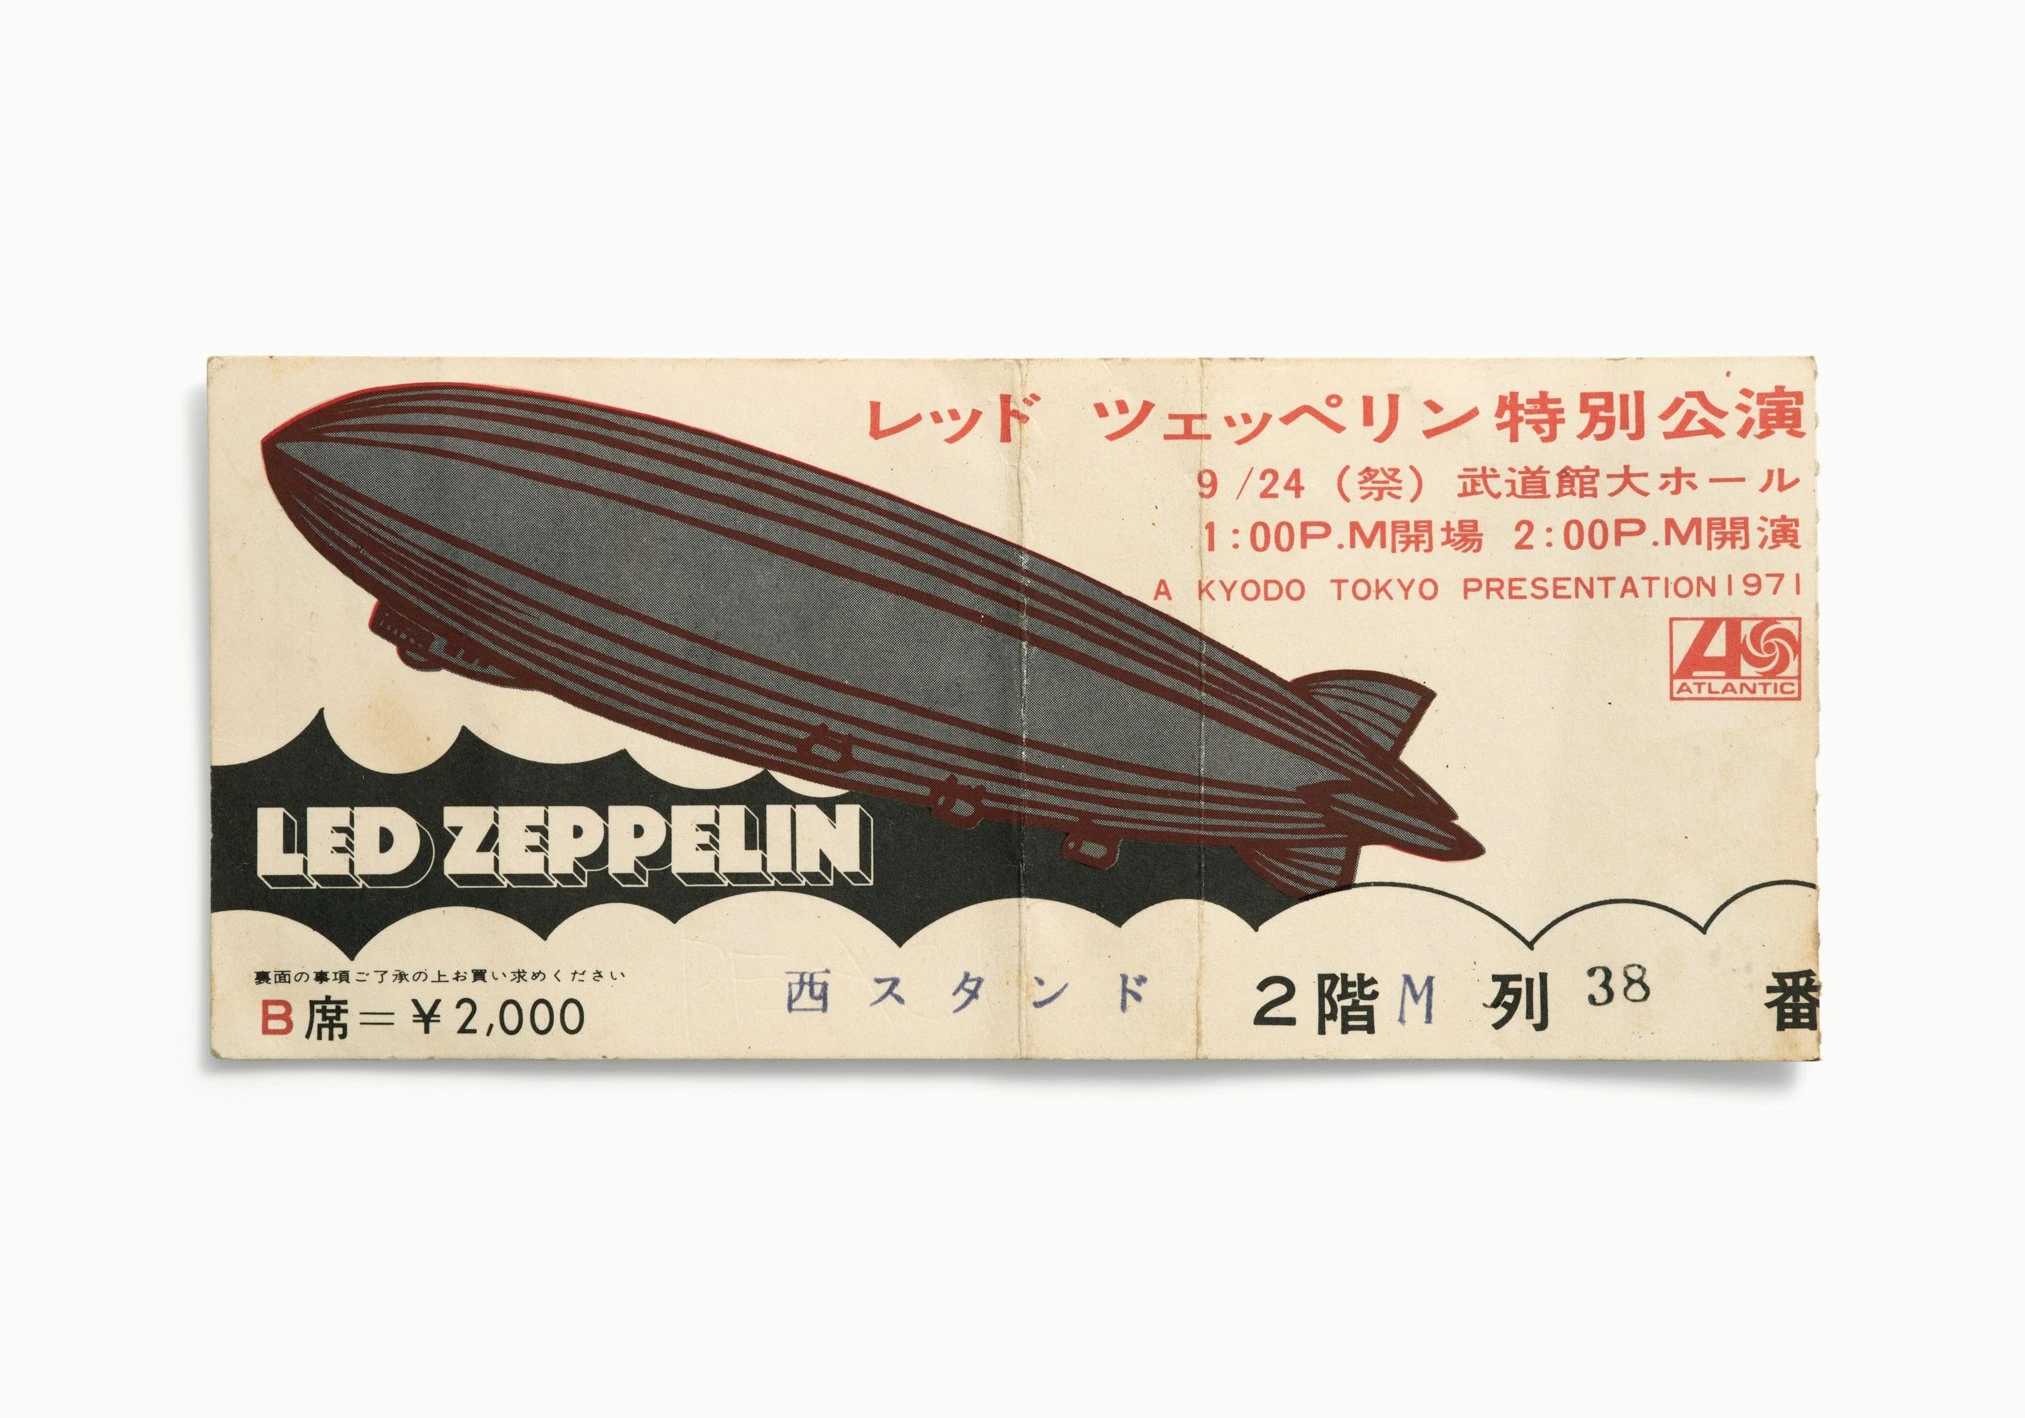 レッド ツェッペリン特別公演
9/24（祭） 武道館大ホール
1:00P.M開場 2:00P.M開演
A KYODO TOKYO PRESENTATION 1971
ATLANTIC
LED ZEPPELIN
裏面の事項ご了承の上お買い求めください
B席=¥2,000
西スタンド 2階M列38番